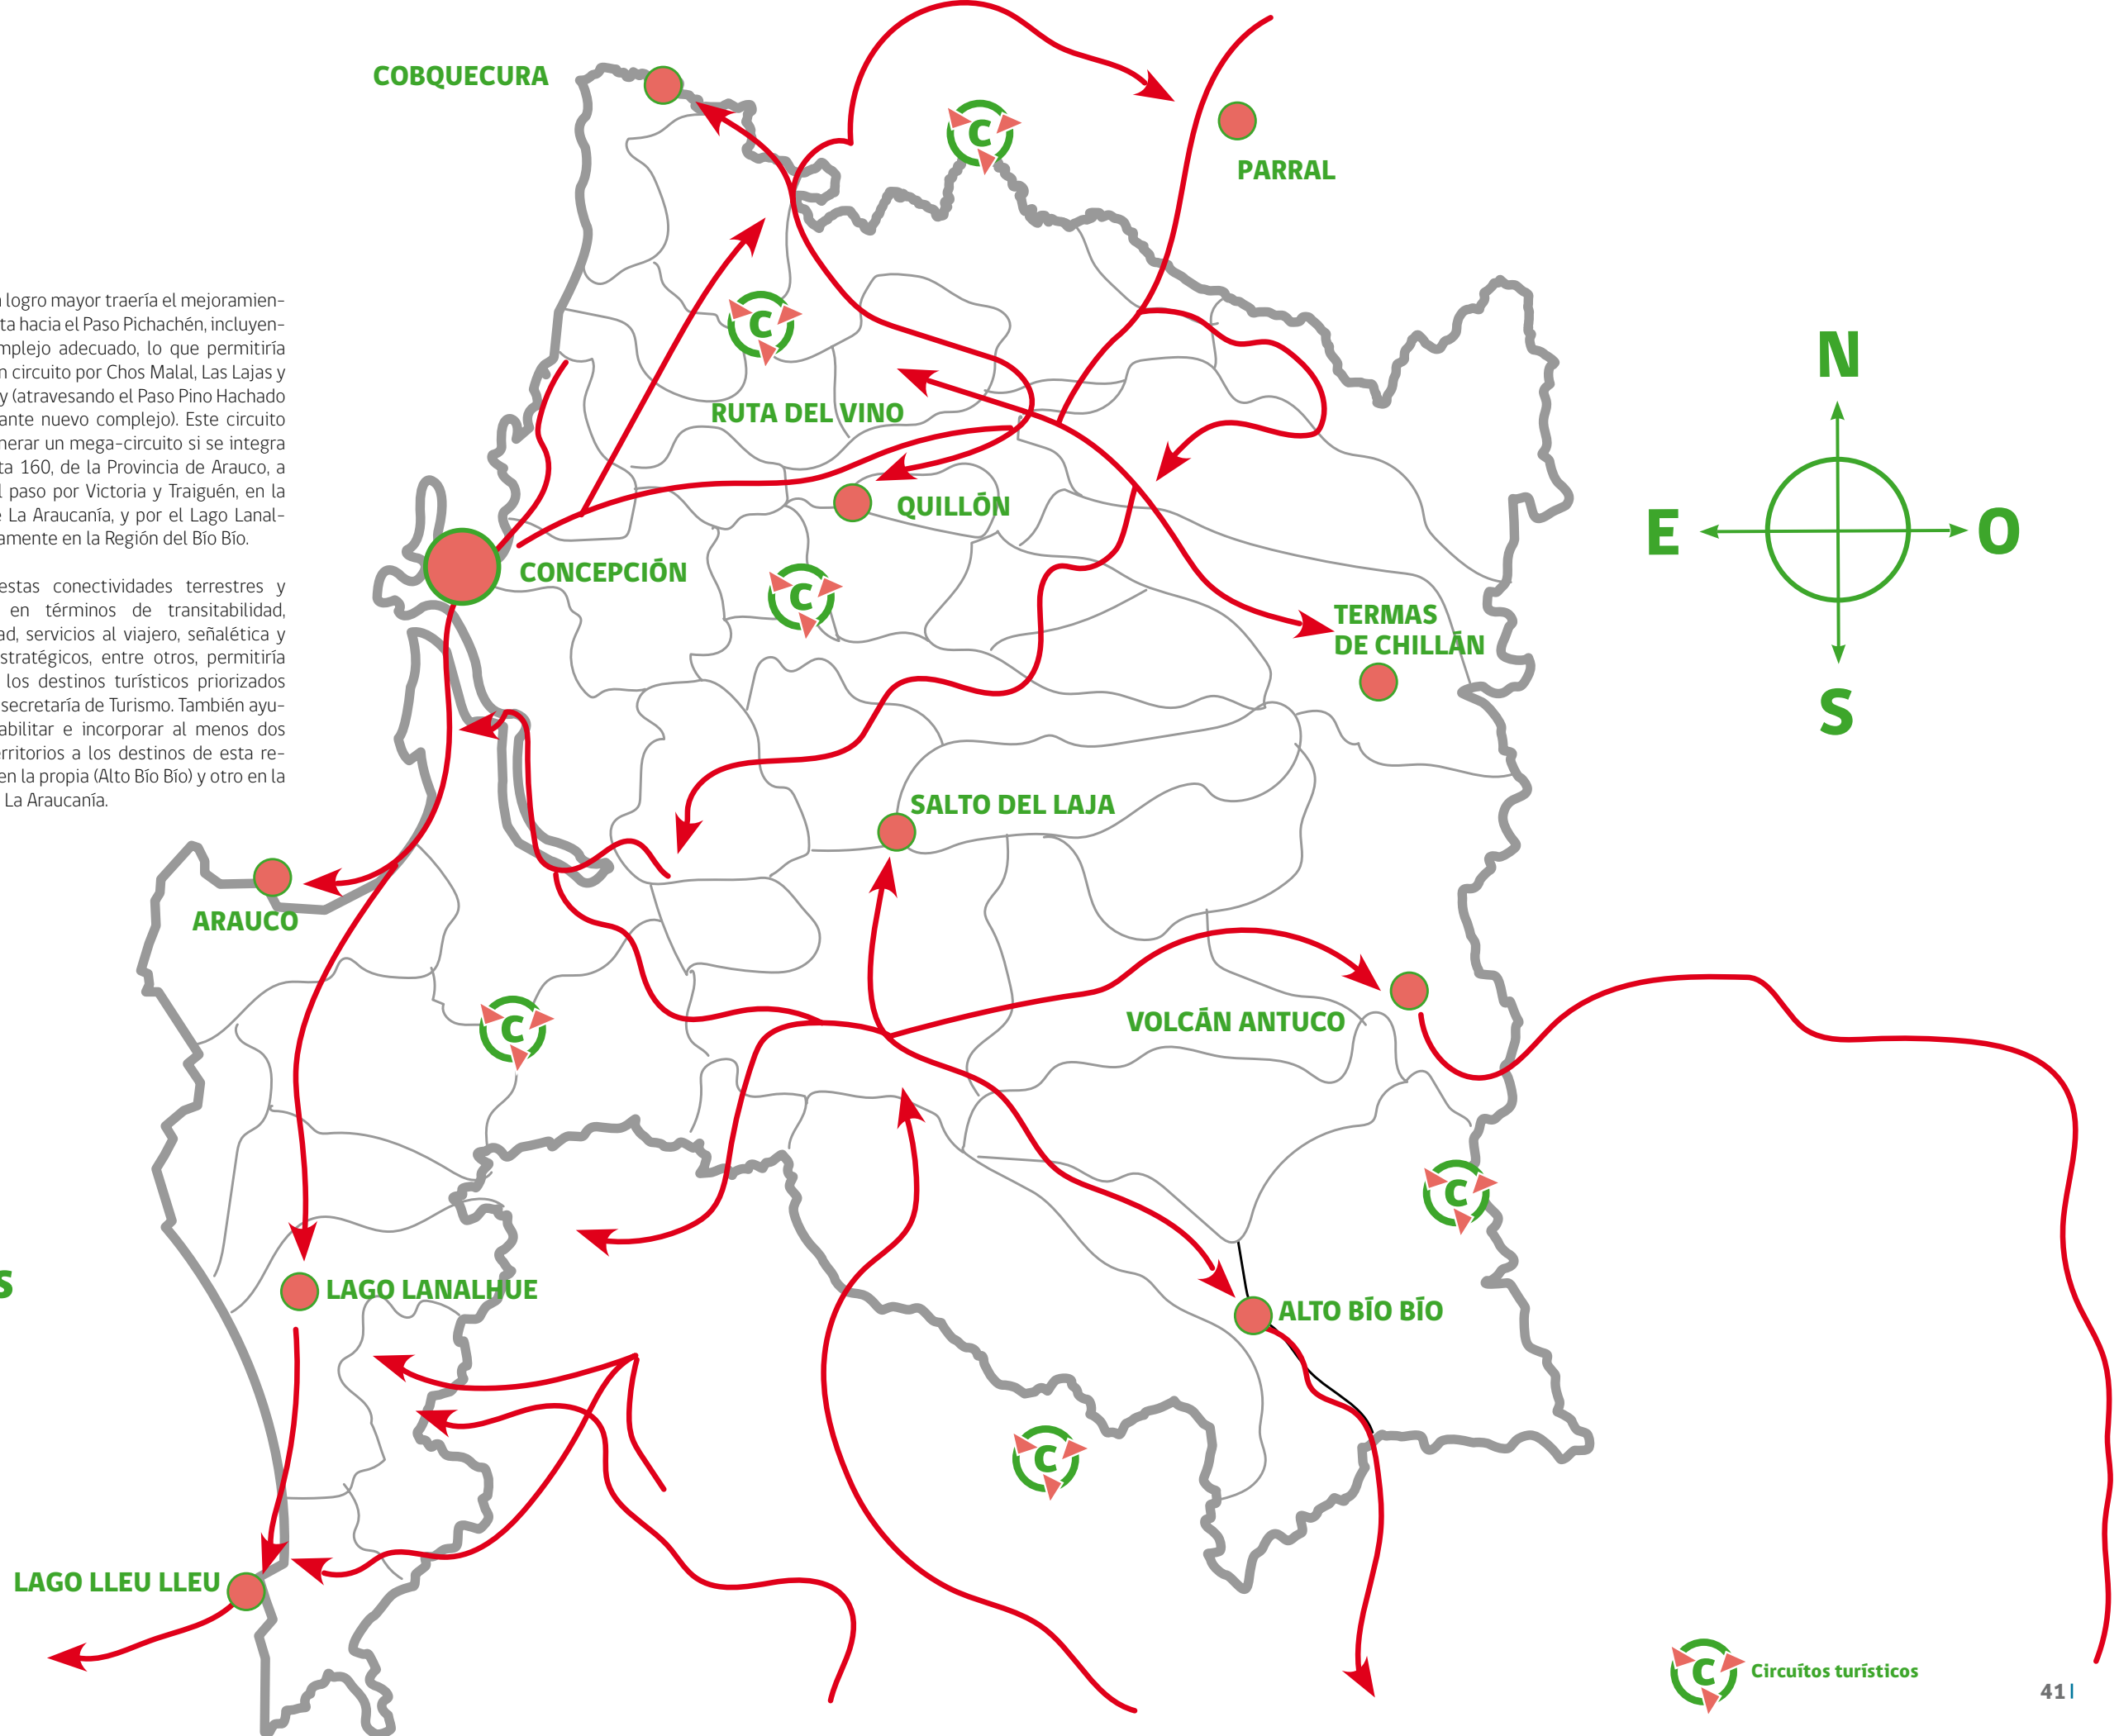 COBQUECURA
PARRAL
logro mayor traería el mejoramien-
ta hacia el Paso Pichachén, incluyen-
mplejo adecuado, lo que permitiría
n circuito por Chos Malal, Las Lajas y
y (atravesando el Paso Pino Hachado
ante nuevo complejo). Este circuito
nerar un mega-circuito si se integra
ta 160, de la Provincia de Arauco, a
l paso por Victoria y Traiguén, en la
e La Araucanía, y por el Lago Lanal-
amente en la Región del Bío Bío.
estas conectividades terrestres y
en términos de transitabilidad,
ad, servicios al viajero, señalética y
stratégicos, entre otros, permitiría
los destinos turísticos priorizados
secretaría de Turismo. También ayu-
abilitar e incorporar al menos dos
erritorios a los destinos de esta re-
en la propia (Alto Bío Bío) y otro en la
La Araucanía.
C
C
RUTA DEL VINO
N
E
O
S
QUILLÓN
CONCEPCIÓN
C
TERMAS
DE CHILLÁN
SALTO DEL LAJA
ARAUCO
C
VOLCÁN ANTUCO
C
S
LAGO LANALHUE
ALTO BÍO BÍO
C
LAGO LLEU LLEU
C
Circuítos turísticos
41